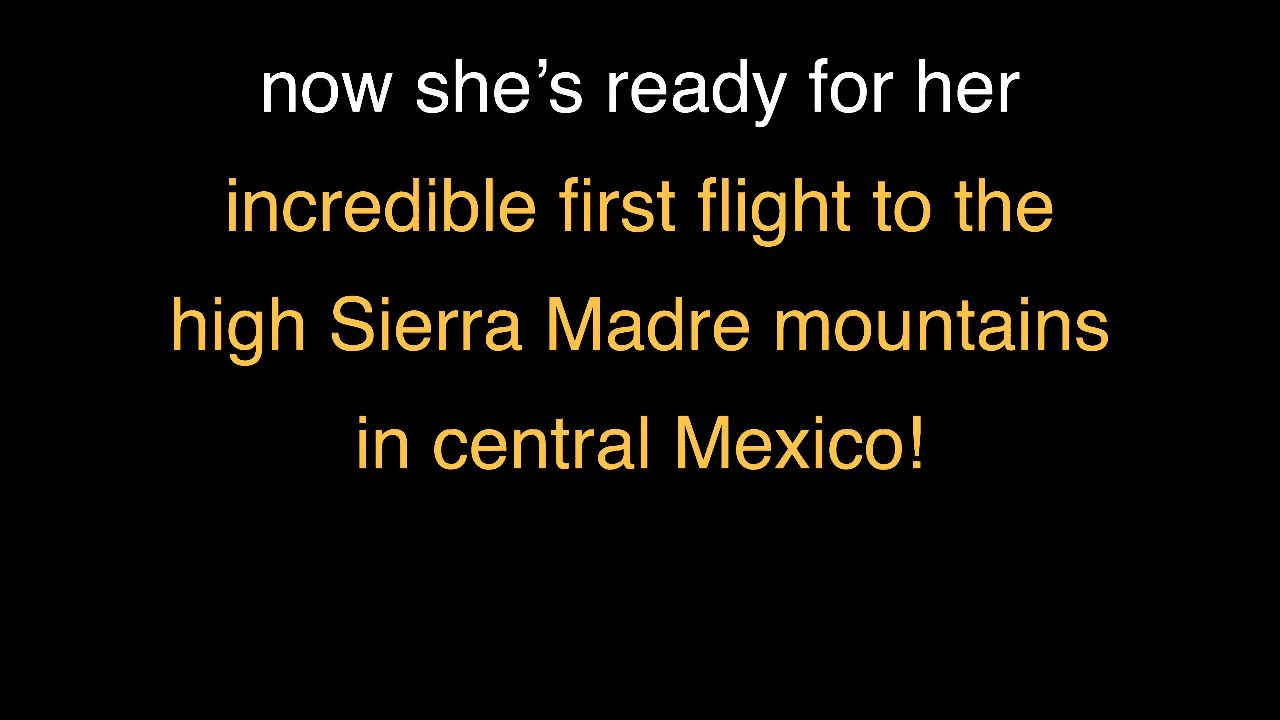 now she’s ready for her
incredible first flight to the
high Sierra Madre mountains
in central Mexico!